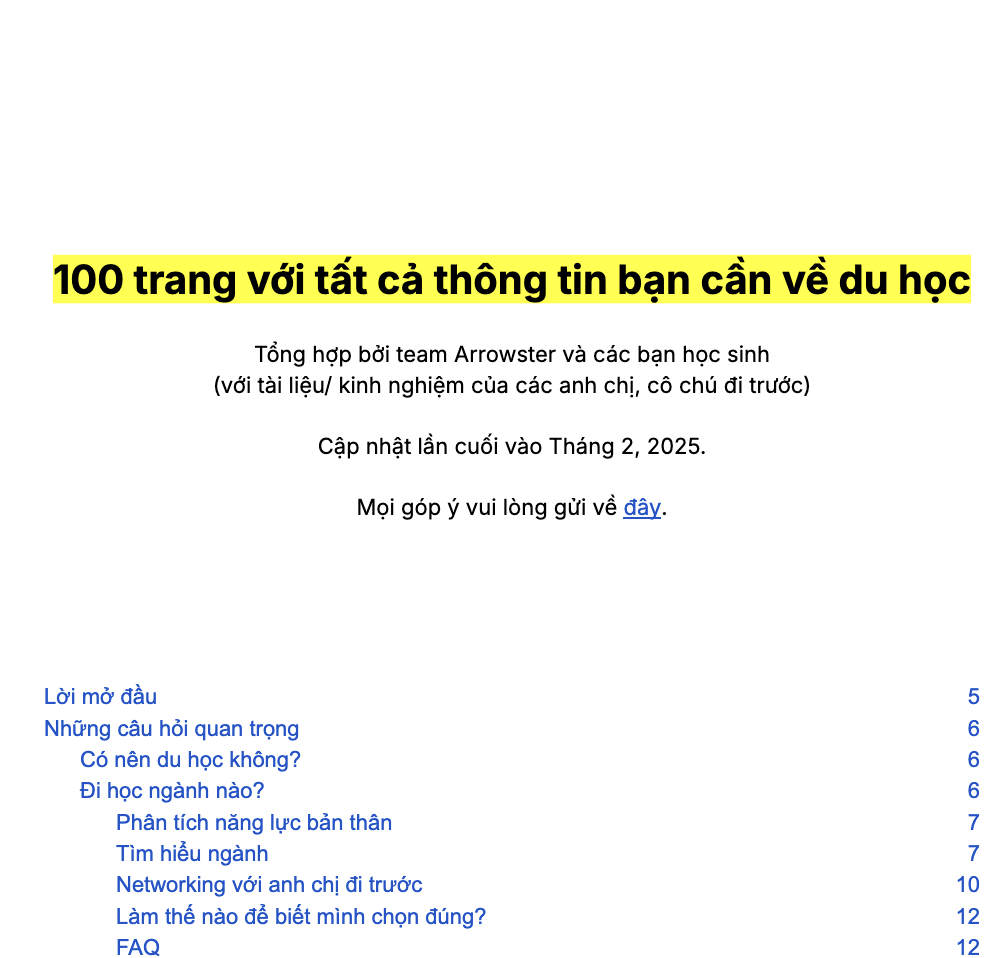 100 trang với tất cả thông tin bạn cần về du học
Tổng hợp bởi team Arrowster và các bạn học sinh
(với tài liệu/ kinh nghiệm của các anh chị, cô chú đi trước)
Cập nhật lần cuối vào Tháng 2, 2025.
Mọi góp ý vui lòng gửi về đây.
Lời mở đầu 5
Những câu hỏi quan trọng 6
Có nên du học không? 6
Đi học ngành nào? 6
Phân tích năng lực bản thân 7
Tìm hiểu ngành 7
Networking với anh chị đi trước 10
Làm thế nào để biết mình chọn đúng? 12
FAQ 12